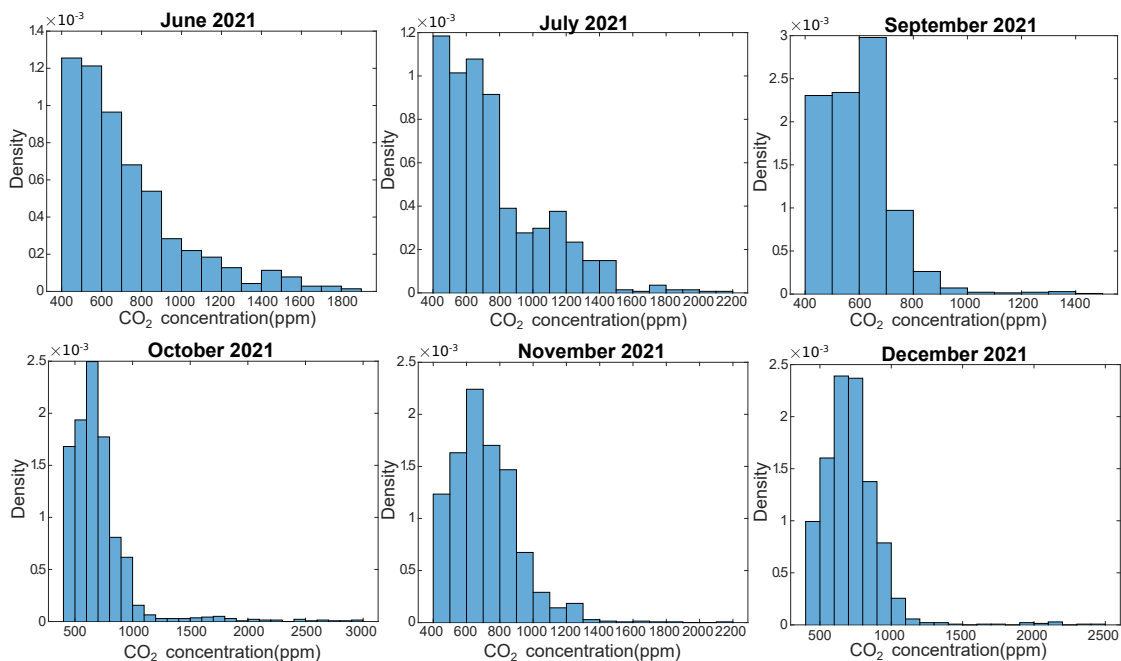 June 2021
×10⁻³
1.4
1.2
1
0.8
0.6
0.4
0.2
0
Density
400 600 800 1000 1200 1400 1600 1800
CO₂ concentration(ppm)
July 2021
×10⁻³
1.2
1
0.8
0.6
0.4
0.2
0
Density
400 600 800 1000 1200 1400 1600 1800 2000 2200
CO₂ concentration(ppm)
September 2021
×10⁻³
3
2.5
2
1.5
1
0.5
0
Density
400 600 800 1000 1200 1400
CO₂ concentration(ppm)
October 2021
×10⁻³
2.5
2
1.5
1
0.5
0
Density
500 1000 1500 2000 2500 3000
CO₂ concentration(ppm)
November 2021
×10⁻³
2.5
2
1.5
1
0.5
0
Density
400 600 800 1000 1200 1400 1600 1800 2000 2200
CO₂ concentration(ppm)
December 2021
×10⁻³
2.5
2
1.5
1
0.5
0
Density
500 1000 1500 2000 2500
CO₂ concentration(ppm)